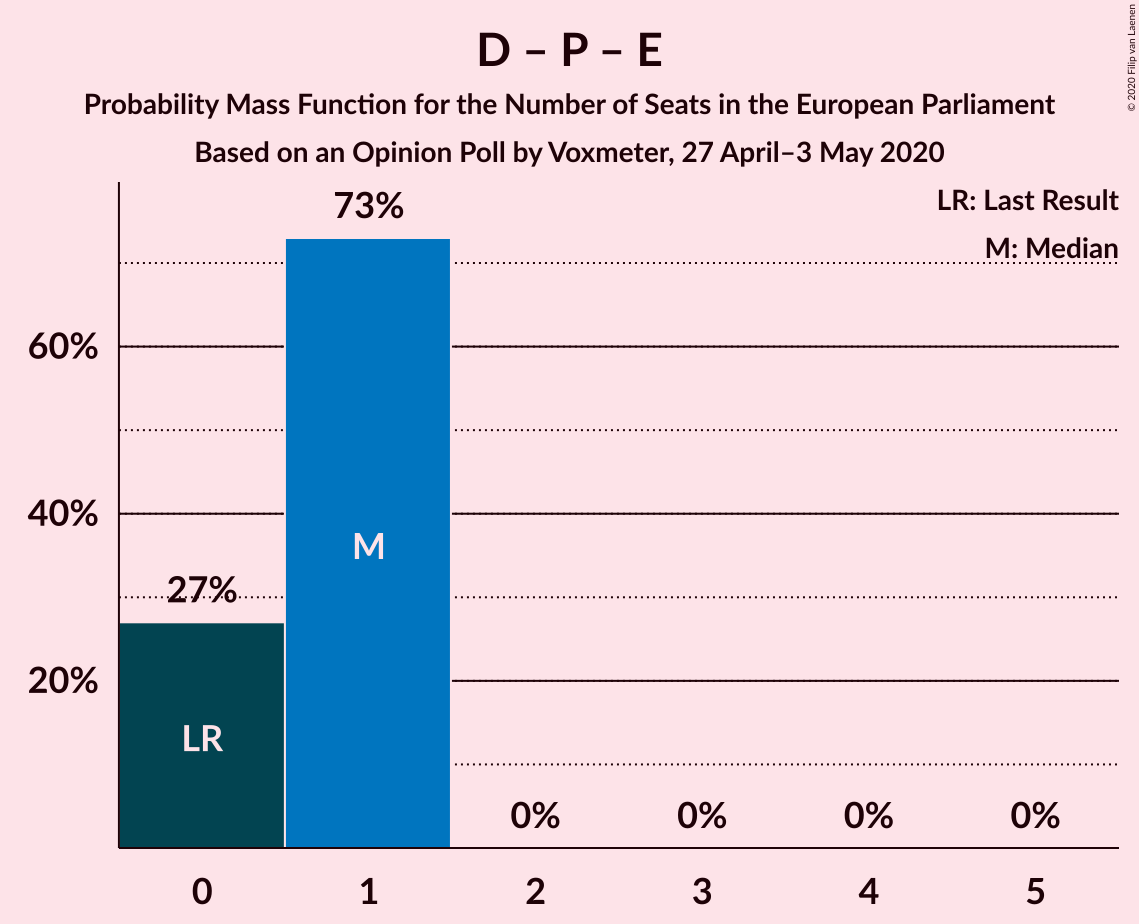 D – P – E
Probability Mass Function for the Number of Seats in the European Parliament
Based on an Opinion Poll by Voxmeter, 27 April–3 May 2020
© 2020 Filip van Laenen
LR: Last Result
M: Median
73%
60%
40%
27%
20%
M
LR
0% 0% 0% 0%
0 1 2 3 4 5